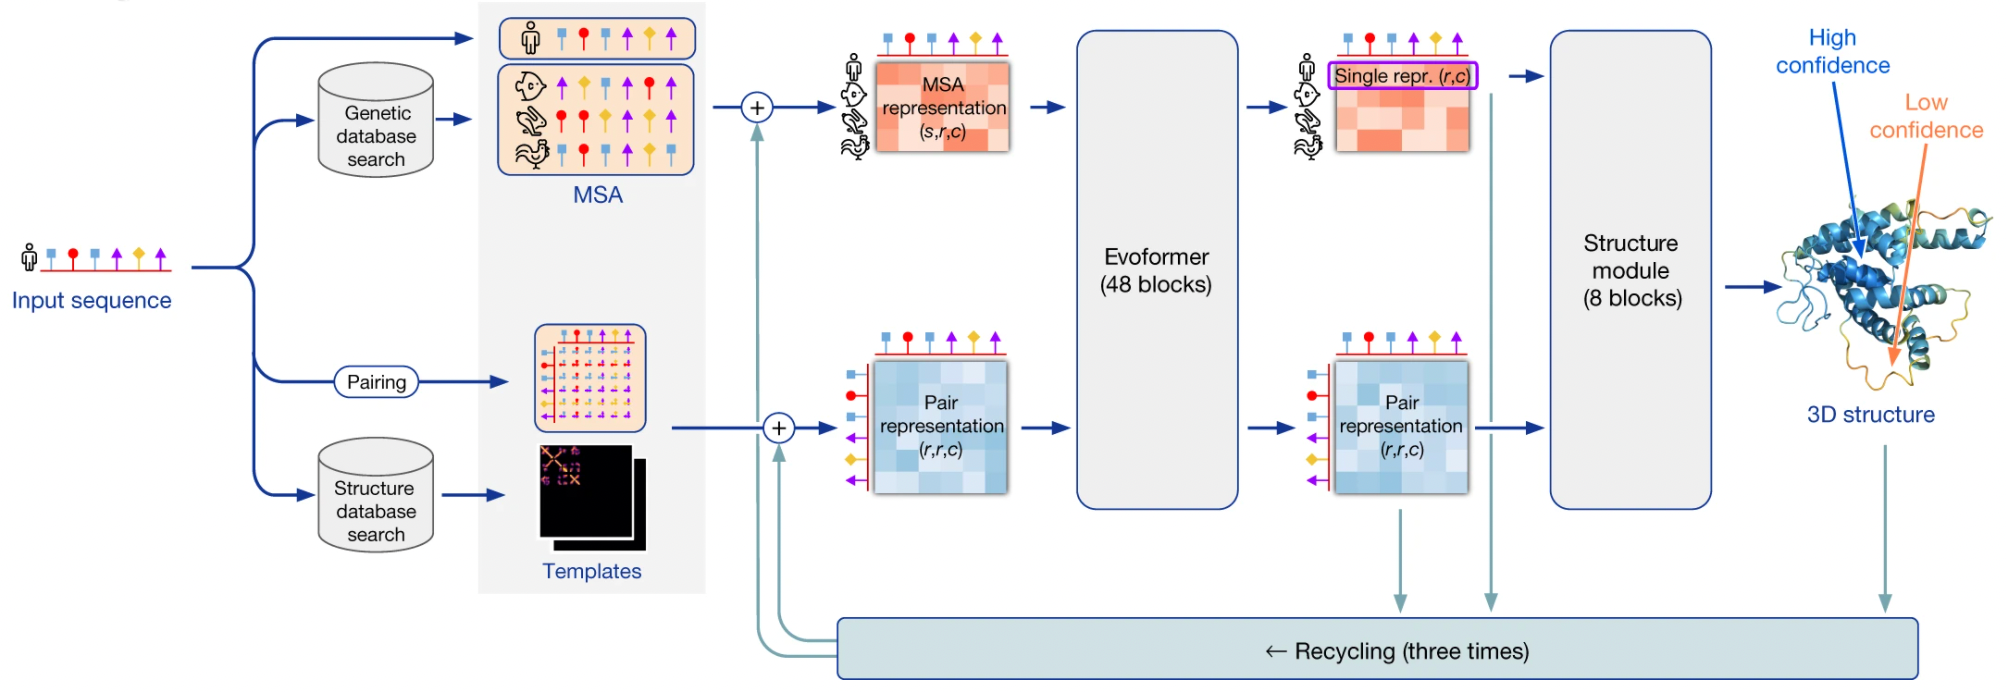 Input sequence
Genetic
database
search
MSA
Pairing
Structure
database
search
Templates
+
+
MSA
representation
(s,r,c)
Pair
representation
(r,r,c)
Evoformer
(48 blocks)
Single repr. (r,c)
Pair
representation
(r,r,c)
Structure
module
(8 blocks)
High
confidence
Low
confidence
3D structure
← Recycling (three times)